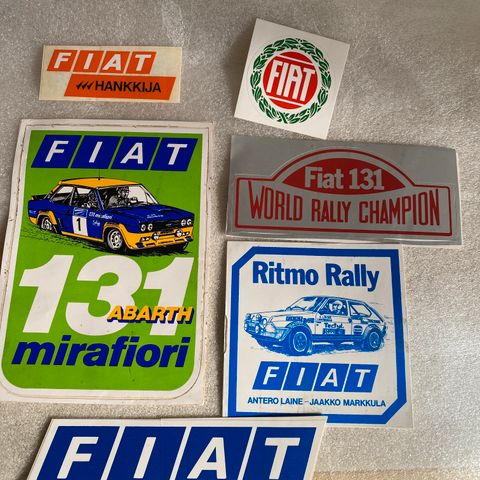 FIAT
HANKKIJA
FIAT
FIAT
1
131
ABARTH
mirafiori
Fiat 131
WORLD RALLY CHAMPION
Ritmo Rally
FIAT
ANTERO LAINE-JAAKKO MARKKULA
FIAT